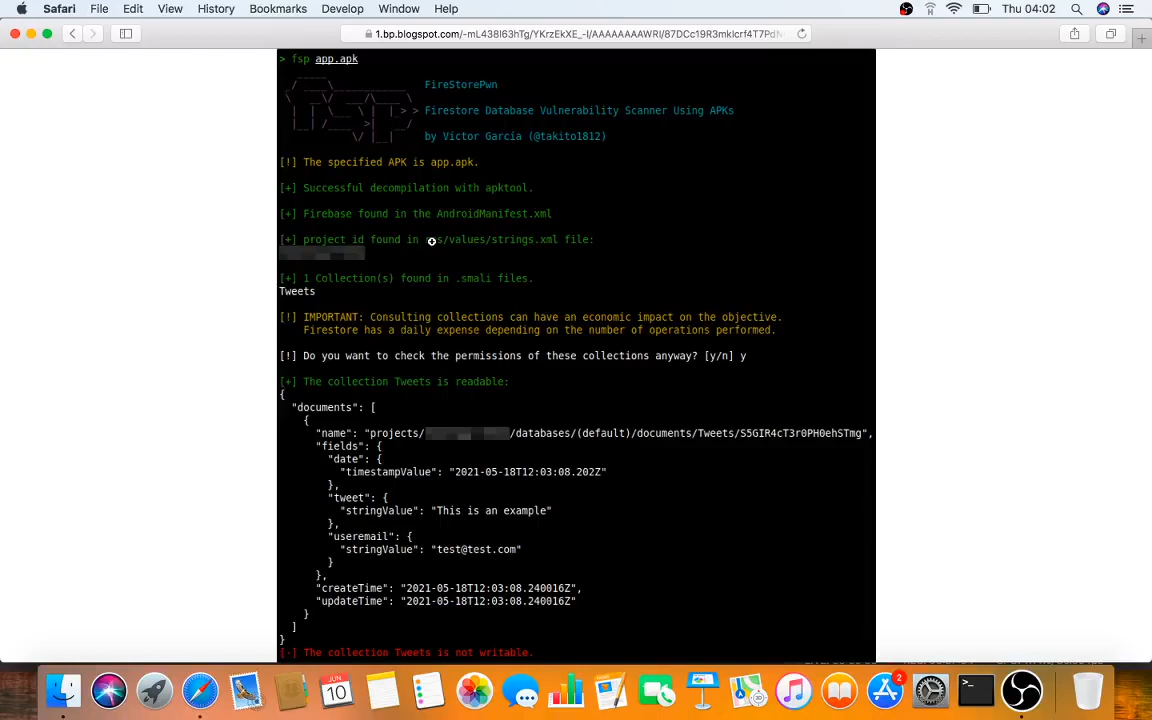 Safari File Edit View History Bookmarks Develop Window Help Thu 04:02
1.bp.blogspot.com/-mL438I63hTg/YKrzEkXE_-I/AAAAAAAAWRI/87DCc19R3mklcrf4T7PdN
> fsp app.apk
FireStorePwn
Firestore Database Vulnerability Scanner Using APKs
by Victor Garcia (@takito1812)
[!] The specified APK is app.apk.
[+] Successful decompilation with apktool.
[+] Firebase found in the AndroidManifest.xml
[+] project id found in res/values/strings.xml file:
[+] 1 Collection(s) found in .smali files.
Tweets
[!] IMPORTANT: Consulting collections can have an economic impact on the objective.
Firestore has a daily expense depending on the number of operations performed.
[!] Do you want to check the permissions of these collections anyway? [y/n] y
[+] The collection Tweets is readable:
{
"documents": [
{
"name": "projects/ /databases/(default)/documents/Tweets/S5GIR4cT3r0PH0ehSTmg",
"fields": {
"date": {
"timestampValue": "2021-05-18T12:03:08.202Z"
},
"tweet": {
"stringValue": "This is an example"
},
"useremail": {
"stringValue": "test@test.com"
}
},
"createTime": "2021-05-18T12:03:08.240016Z",
"updateTime": "2021-05-18T12:03:08.240016Z"
}
]
}
[-] The collection Tweets is not writable.
JUN
10
2